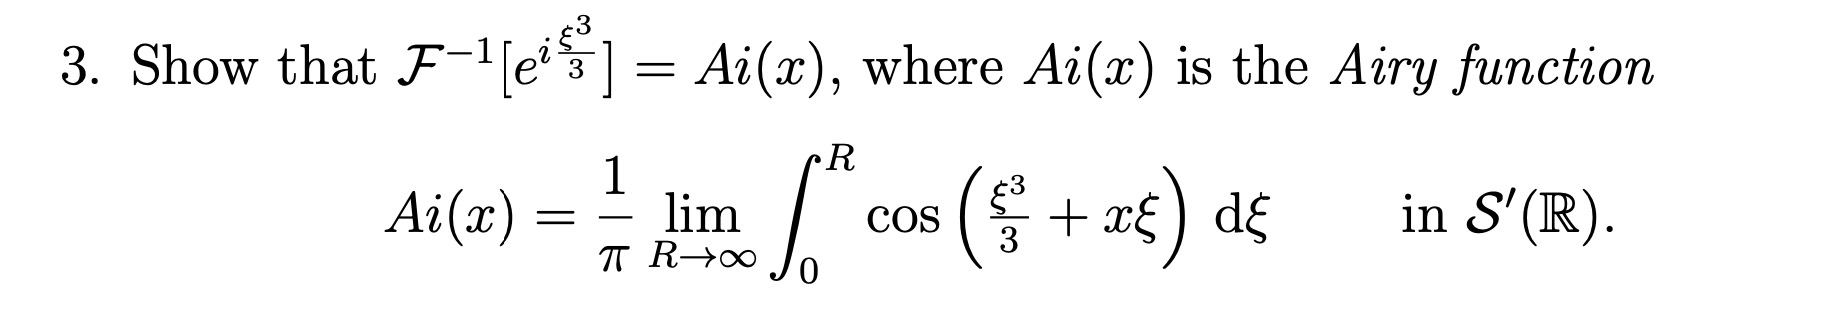 3. Show that $\mathcal{F}^{-1}[e^{i\frac{\xi^3}{3}}] = Ai(x)$, where $Ai(x)$ is the Airy function
$Ai(x) = \frac{1}{\pi} \lim_{R \to \infty} \int_0^R \cos\left(\frac{\xi^3}{3} + x\xi\right) \, \mathrm{d}\xi \qquad \text{in } \mathcal{S}'(\mathbb{R}).$